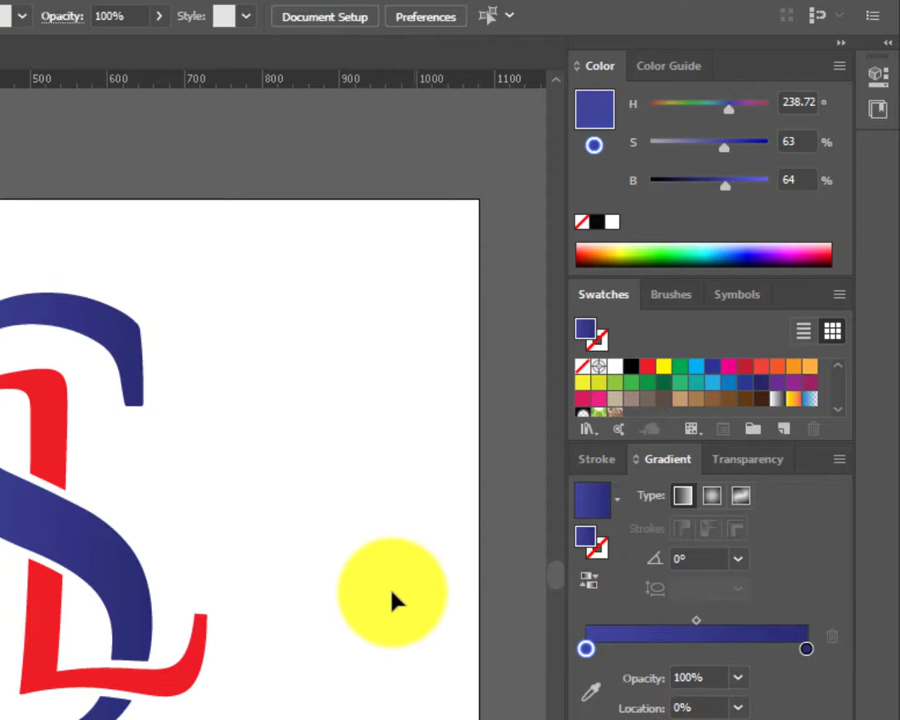 Opacity: 100% Style: Document Setup Preferences
500 600 700 800 900 1000 1100
Color Color Guide
H 238.72 °
S 63 %
B 64 %
Swatches Brushes Symbols
Stroke Gradient Transparency
Type:
Stroke:
0°
Opacity: 100%
Location: 0%
SL